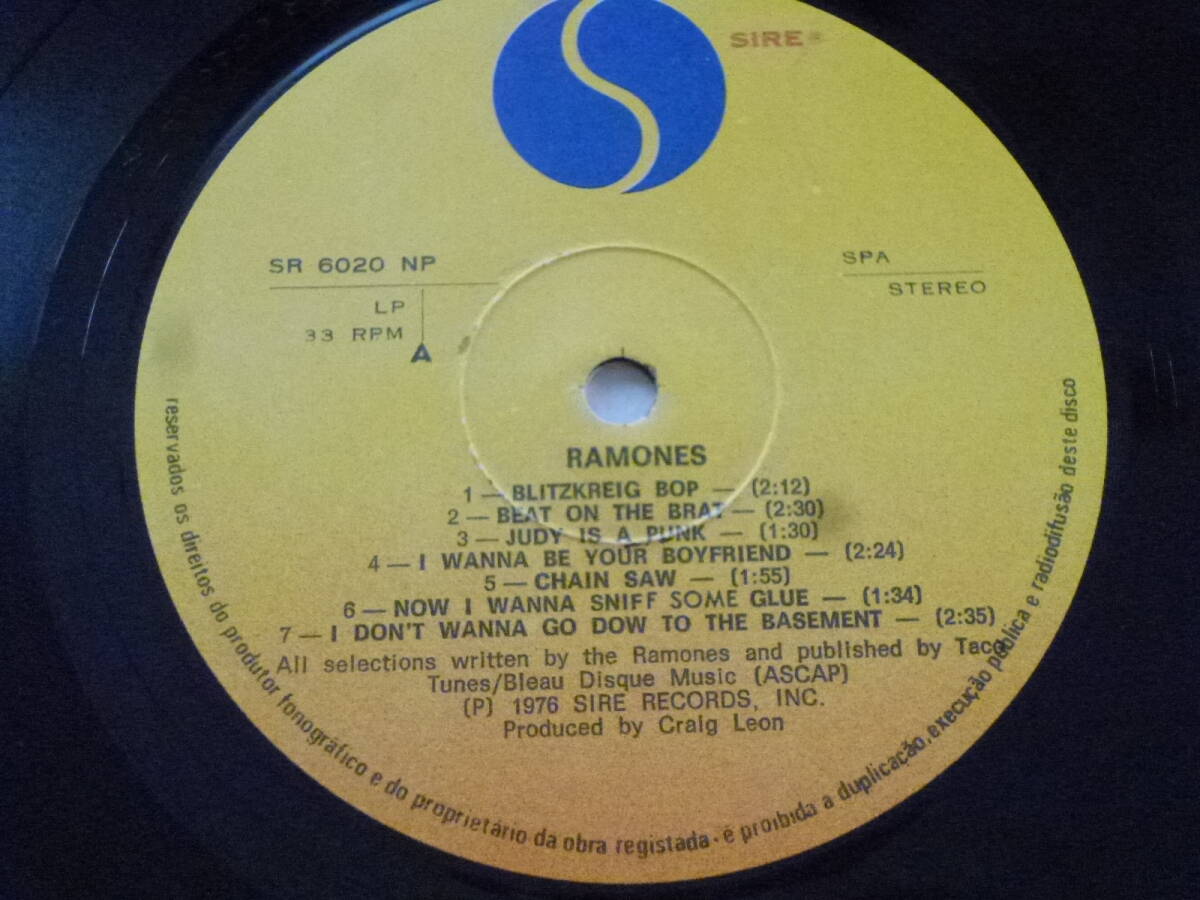 SIRE®
SR 6020 NP
LP
33 RPM
A
SPA
STEREO
RAMONES
1 — BLITZKREIG BOP — (2:12)
2 — BEAT ON THE BRAT — (2:30)
3 — JUDY IS A PUNK — (1:30)
4 — I WANNA BE YOUR BOYFRIEND — (2:24)
5 — CHAIN SAW — (1:55)
6 — NOW I WANNA SNIFF SOME GLUE — (1:34)
7 — I DON'T WANNA GO DOW TO THE BASEMENT — (2:35)
All selections written by the Ramones and published by Taco
Tunes/Bleau Disque Music (ASCAP)
(P) 1976 SIRE RECORDS, INC.
Produced by Craig Leon
reservados os direitos do produtor fonográfico e do proprietário da obra registada - é proibida a duplicação, execução pública e radiodifusão deste disco